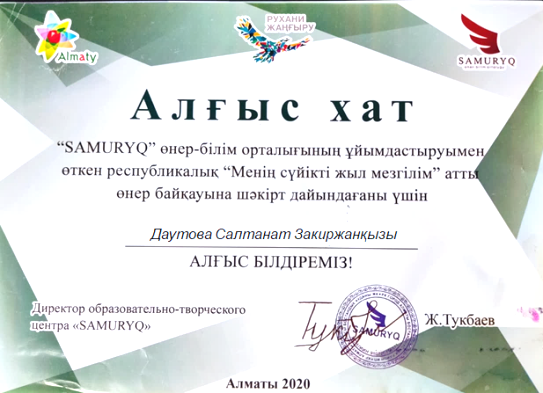 Almaty
РУХАНИ
ЖАҢҒЫРУ
SAMURYQ
Алғыс хат
“SAMURYQ” өнер-білім орталығының ұйымдастыруымен
өткен республикалық “Менің сүйікті жыл мезгілім” атты
өнер байқауына шәкірт дайындағаны үшін
Даутова Салтанат Закиржанқызы
АЛҒЫС БІЛДІРЕМІЗ!
Директор образовательно-творческого
центра «SAMURYQ»
SAMURYQ
Ж.Тукбаев
Алматы 2020